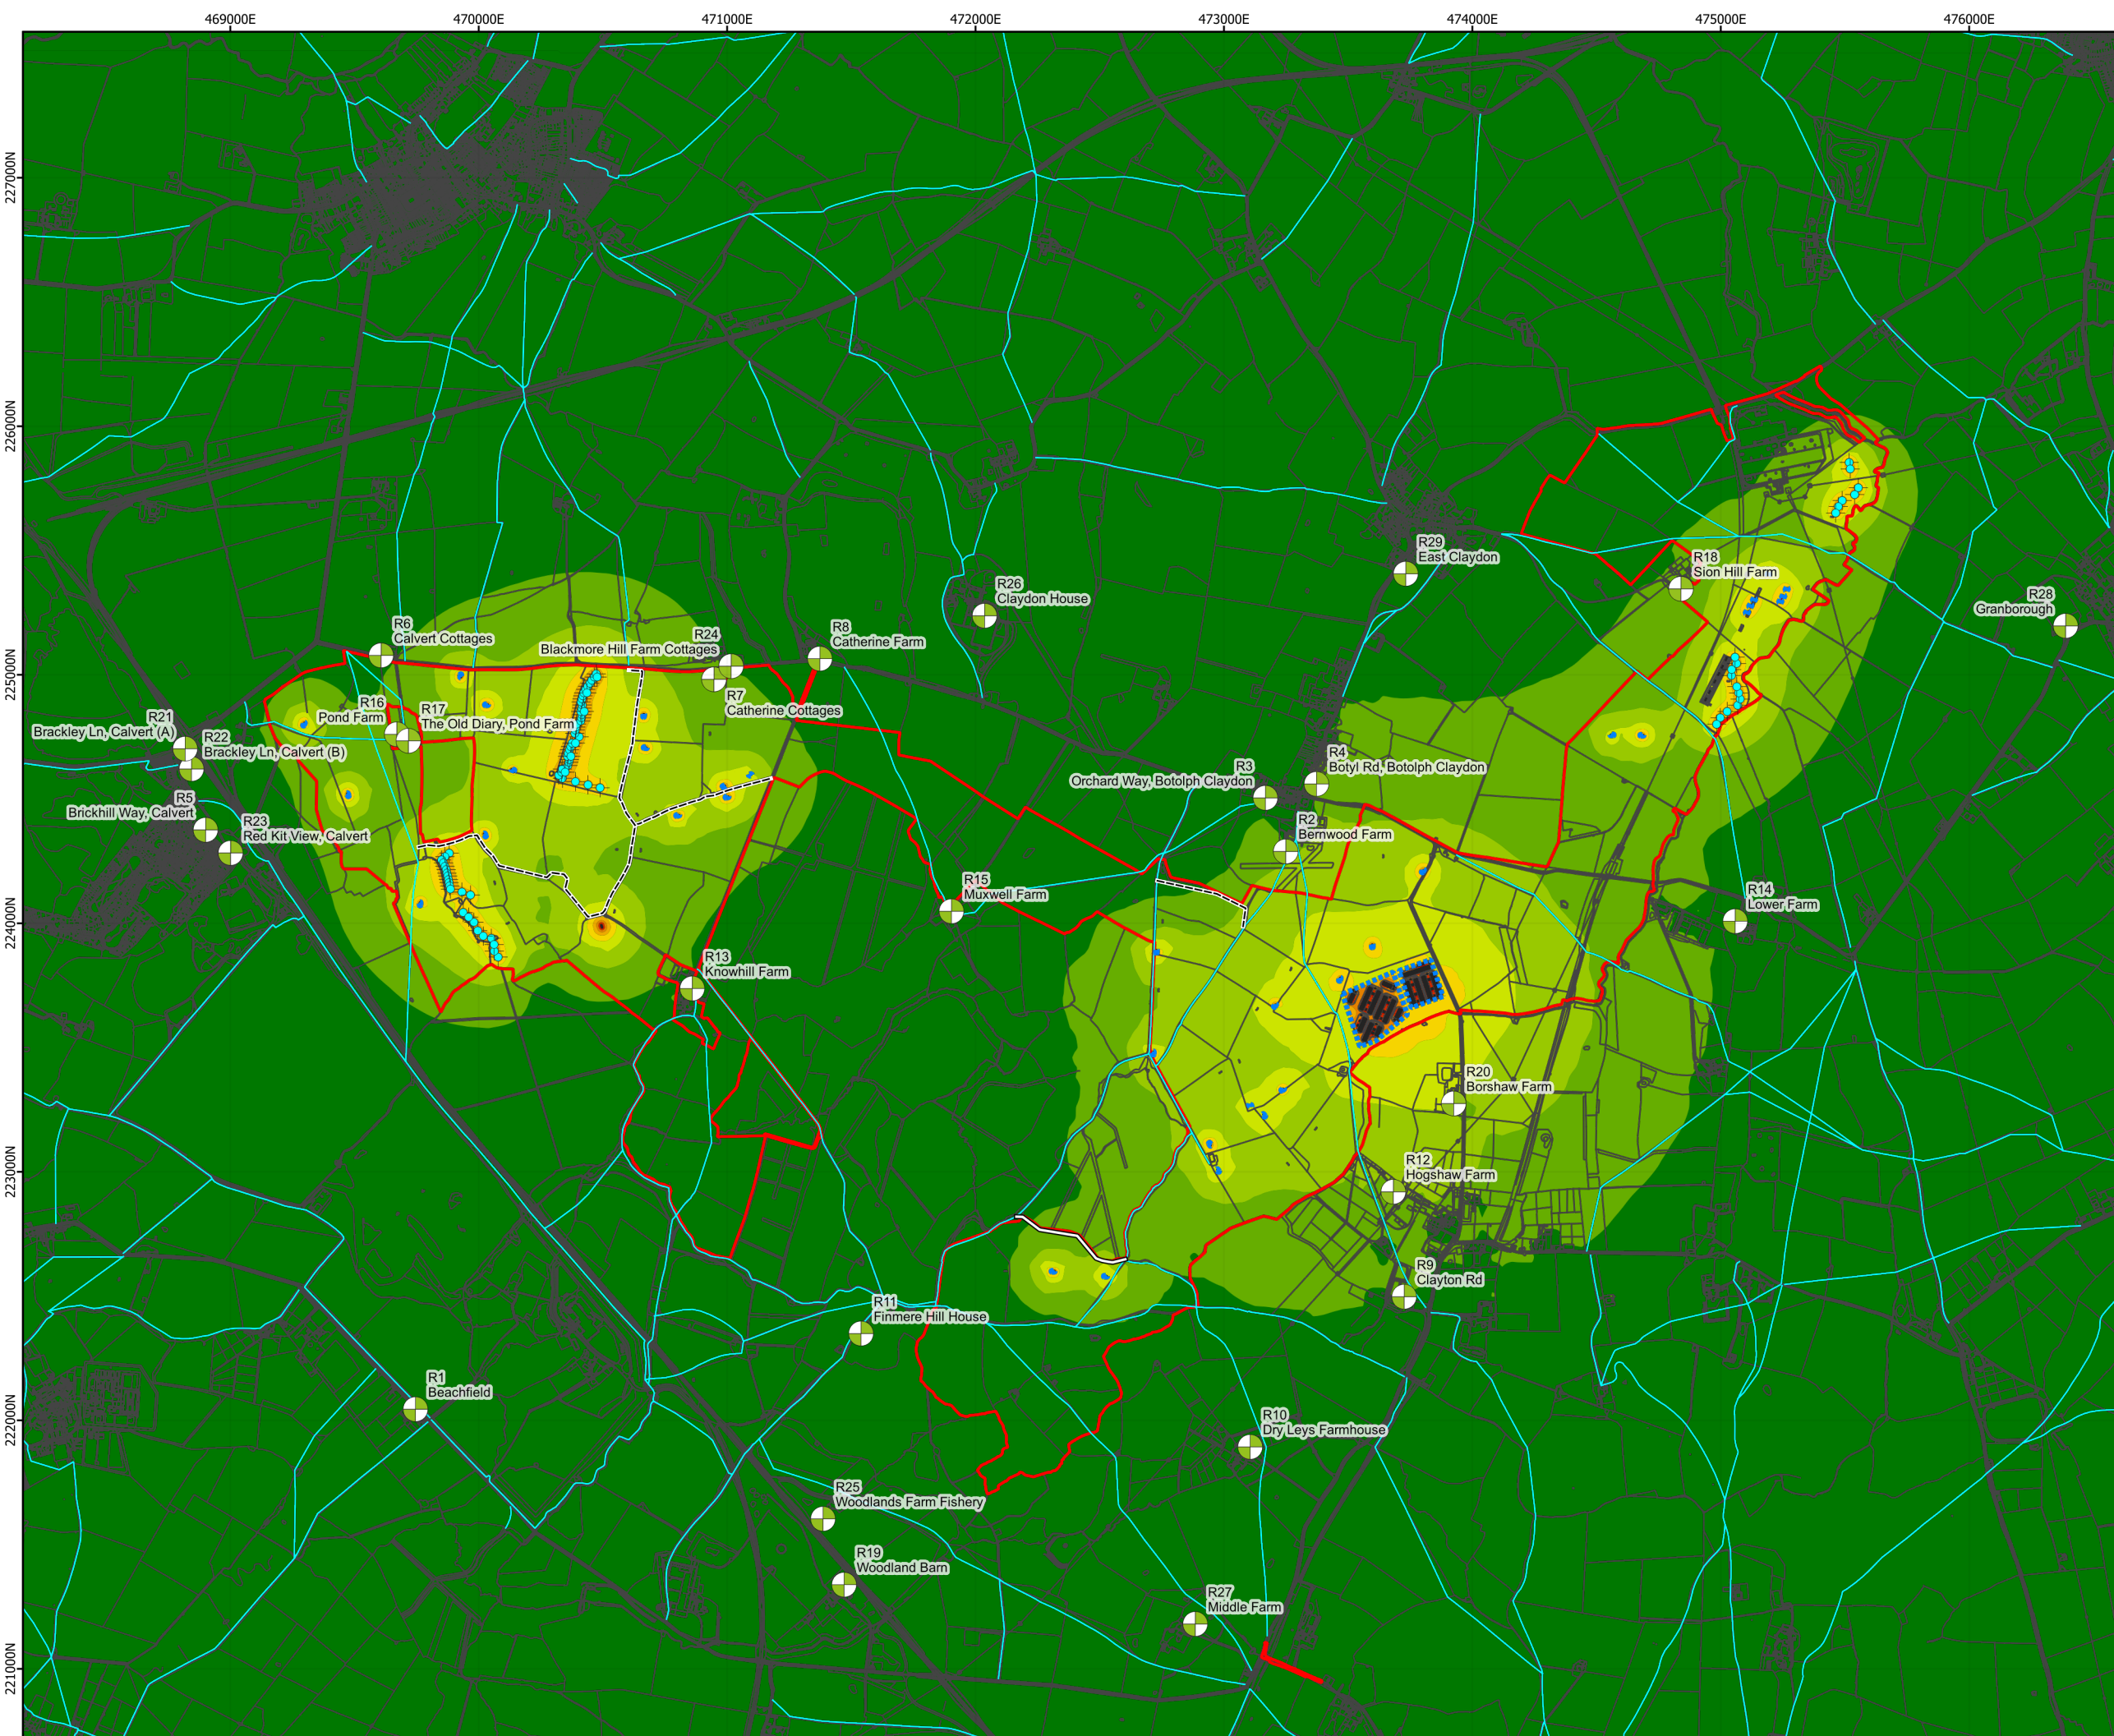 469000E
470000E
471000E
472000E
473000E
474000E
475000E
476000E
227000N
226000N
225000N
224000N
223000N
222000N
221000N
R29
East Claydon
R18
Sion Hill Farm
R26
Claydon House
R28
Granborough
R6
Calvert Cottages
R24
Blackmore Hill Farm Cottages
R8
Catherine Farm
R7
Catherine Cottages
R16
Pond Farm
R17
The Old Diary, Pond Farm
R21
Brackley Ln, Calvert (A)
R22
Brackley Ln, Calvert (B)
R5
Brickhill Way, Calvert
R23
Red Kit View, Calvert
R3
Orchard Way, Botolph Claydon
R4
Botyl Rd, Botolph Claydon
R2
Bernwood Farm
R15
Muxwell Farm
R14
Lower Farm
R13
Knowhill Farm
R20
Borshaw Farm
R12
Hogshaw Farm
R9
Clayton Rd
R11
Finmere Hill House
R1
Beachfield
R10
Dry Leys Farmhouse
R25
Woodlands Farm Fishery
R19
Woodland Barn
R27
Middle Farm